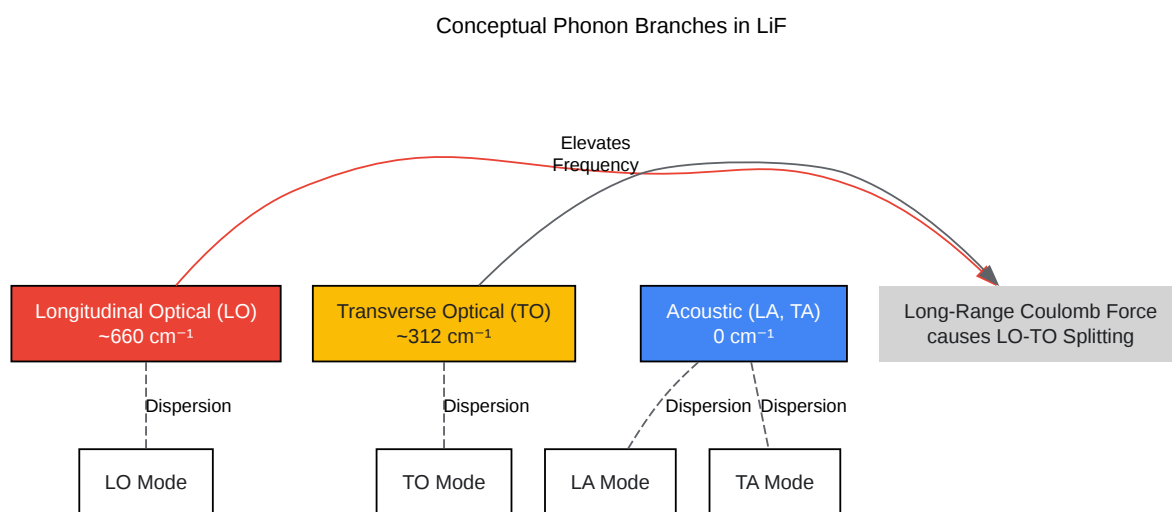 Conceptual Phonon Branches in LiF
Elevates
Frequency
Longitudinal Optical (LO)
~660 cm⁻¹
Transverse Optical (TO)
~312 cm⁻¹
Acoustic (LA, TA)
0 cm⁻¹
Long-Range Coulomb Force
causes LO-TO Splitting
Dispersion
Dispersion
Dispersion
Dispersion
LO Mode
TO Mode
LA Mode
TA Mode